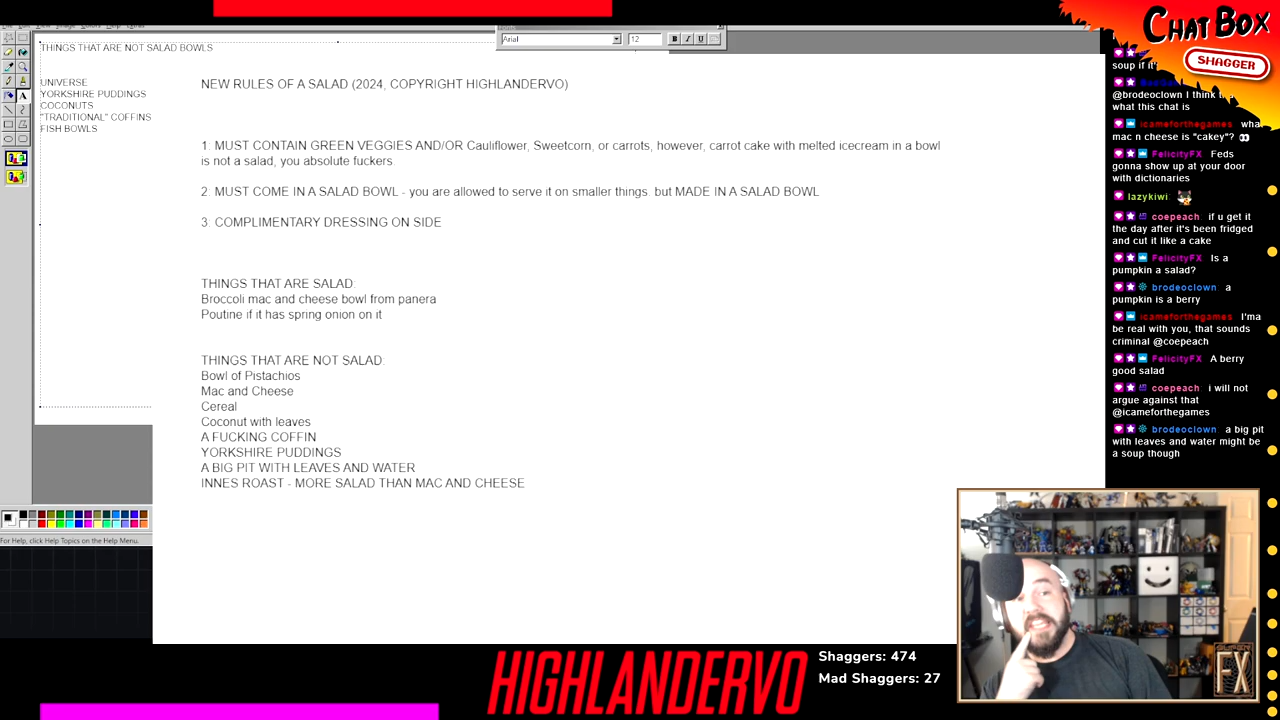 THINGS THAT ARE NOT SALAD BOWLS
UNIVERSE
YORKSHIRE PUDDINGS
COCONUTS
"TRADITIONAL" COFFINS
FISH BOWLS
Arial
12
B I U
NEW RULES OF A SALAD (2024, COPYRIGHT HIGHLANDERVO)
1. MUST CONTAIN GREEN VEGGIES AND/OR Cauliflower, Sweetcorn, or carrots, however, carrot cake with melted icecream in a bowl
is not a salad, you absolute fuckers.
2. MUST COME IN A SALAD BOWL - you are allowed to serve it on smaller things. but MADE IN A SALAD BOWL
3. COMPLIMENTARY DRESSING ON SIDE
THINGS THAT ARE SALAD:
Broccoli mac and cheese bowl from panera
Poutine if it has spring onion on it
THINGS THAT ARE NOT SALAD:
Bowl of Pistachios
Mac and Cheese
Cereal
Coconut with leaves
A FUCKING COFFIN
YORKSHIRE PUDDINGS
A BIG PIT WITH LEAVES AND WATER
INNES ROAST - MORE SALAD THAN MAC AND CHEESE
For Help, click Help Topics on the Help Menu.
CHAT BOX
SHAGGER
soup if it
@brodeoclown I think
what this chat is
icameforthegames what
mac n cheese is "cakey"?
FelicityFX Feds
gonna show up at your door
with dictionaries
lazykiwi:
coepeach if u get it
the day after it's been fridged
and cut it like a cake
FelicityFX Is a
pumpkin a salad?
brodeoclown a
pumpkin is a berry
icameforthegames I'ma
be real with you, that sounds
criminal @coepeach
FelicityFX A berry
good salad
coepeach i will not
argue against that
@icameforthegames
brodeoclown a big pit
with leaves and water might be
a soup though
HIGHLANDERVO
Shaggers: 474
Mad Shaggers: 27
FX